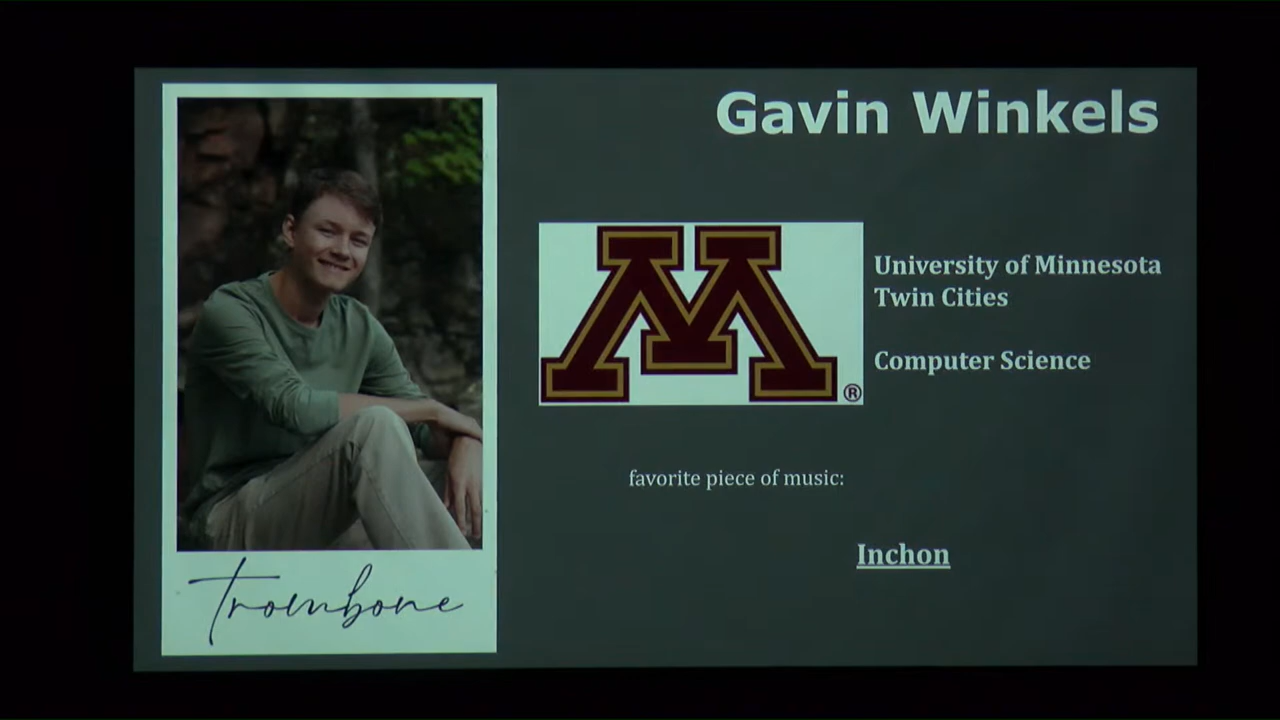 Gavin Winkels
M
®
University of Minnesota
Twin Cities
Computer Science
favorite piece of music:
Inchon
Trombone